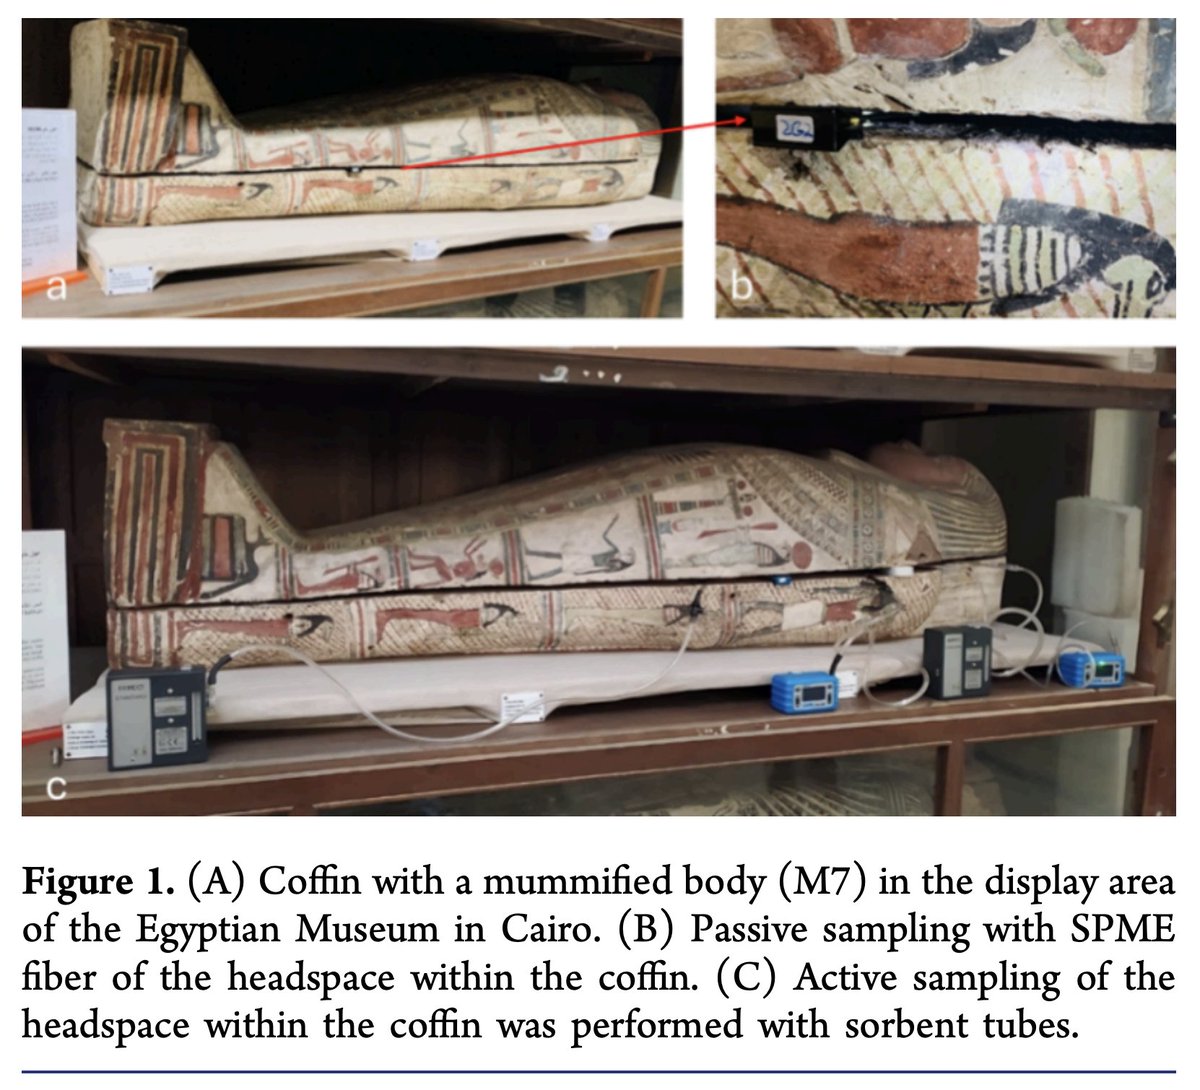 a
b
2G2
c
Figure 1. (A) Coffin with a mummified body (M7) in the display area
of the Egyptian Museum in Cairo. (B) Passive sampling with SPME
fiber of the headspace within the coffin. (C) Active sampling of the
headspace within the coffin was performed with sorbent tubes.